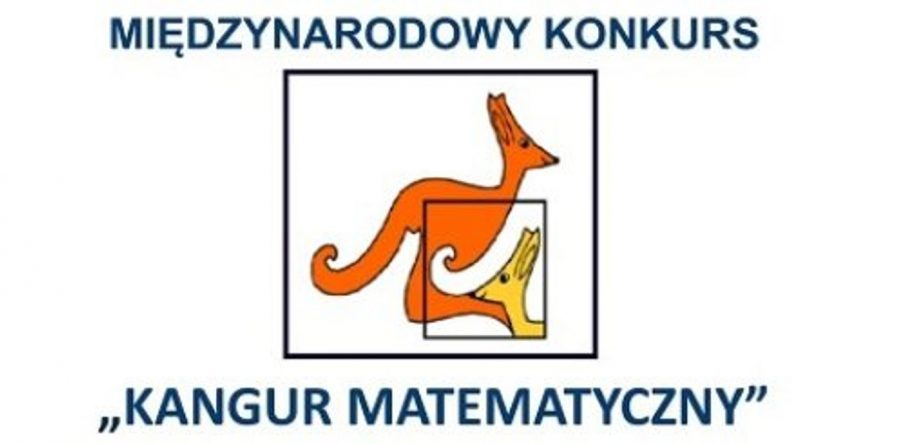 MIĘDZYNARODOWY KONKURS
„KANGUR MATEMATYCZNY”